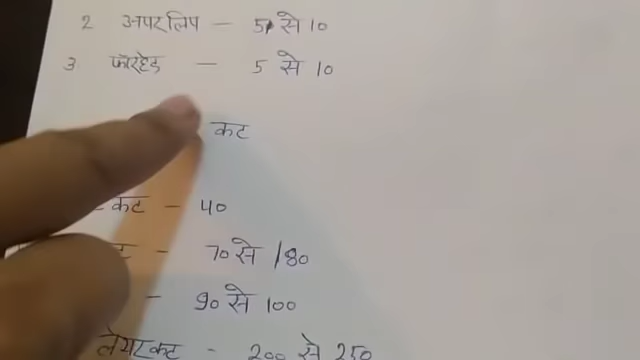 2 अपरलिप - 5 से 10
3 फॉरहेड - 5 से 10
कट
कट - 40
ट - 70 से 180
- 90 से 100
लेयरकट - 200 से 250